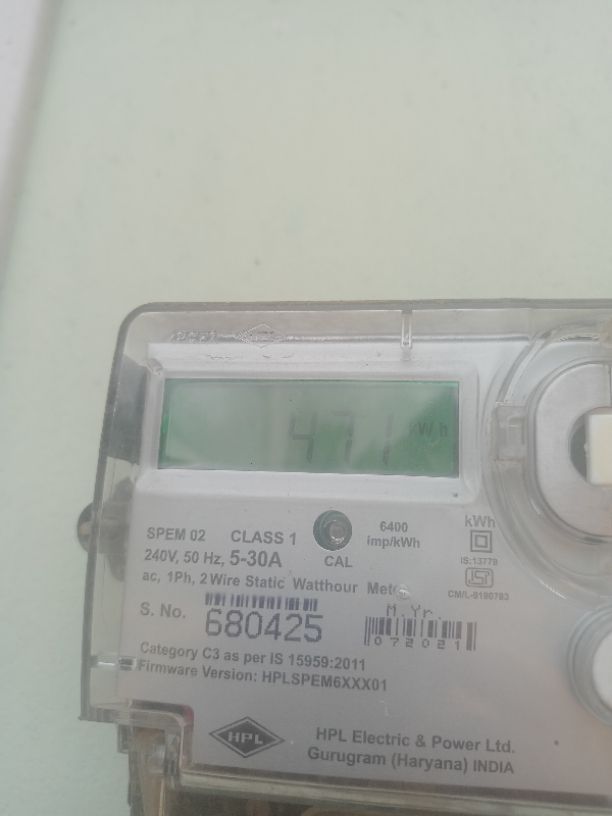 471 kWh
SPEM 02 CLASS 1
6400 imp/kWh
kWh
240V, 50 Hz, 5-30A
CAL
IS:13779
ac, 1Ph, 2 Wire Static Watthour Meter
CM/L-9190783
S. No. 680425
M.Yr.
072021
Category C3 as per IS 15959:2011
Firmware Version: HPLSPEM6XXX01
HPL
HPL Electric & Power Ltd.
Gurugram (Haryana) INDIA